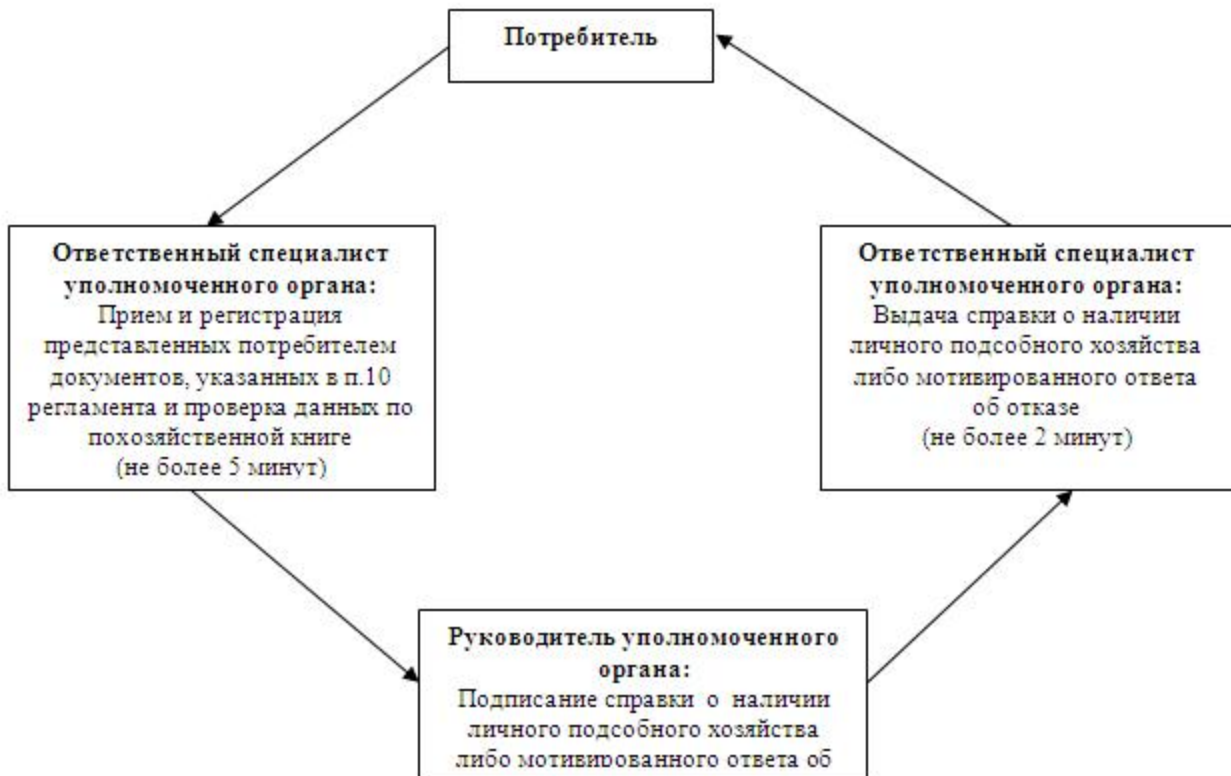 Потребитель
Ответственный специалист
уполномоченного органа:
Прием и регистрация
представленных потребителем
документов, указанных в п.10
регламента и проверка данных по
похозяйственной книге
(не более 5 минут)
Ответственный специалист
уполномоченного органа:
Выдача справки о наличии
личного подсобного хозяйства
либо мотивированного ответа
об отказе
(не более 2 минут)
Руководитель уполномоченного
органа:
Подписание справки о наличии
личного подсобного хозяйства
либо мотивированного ответа об